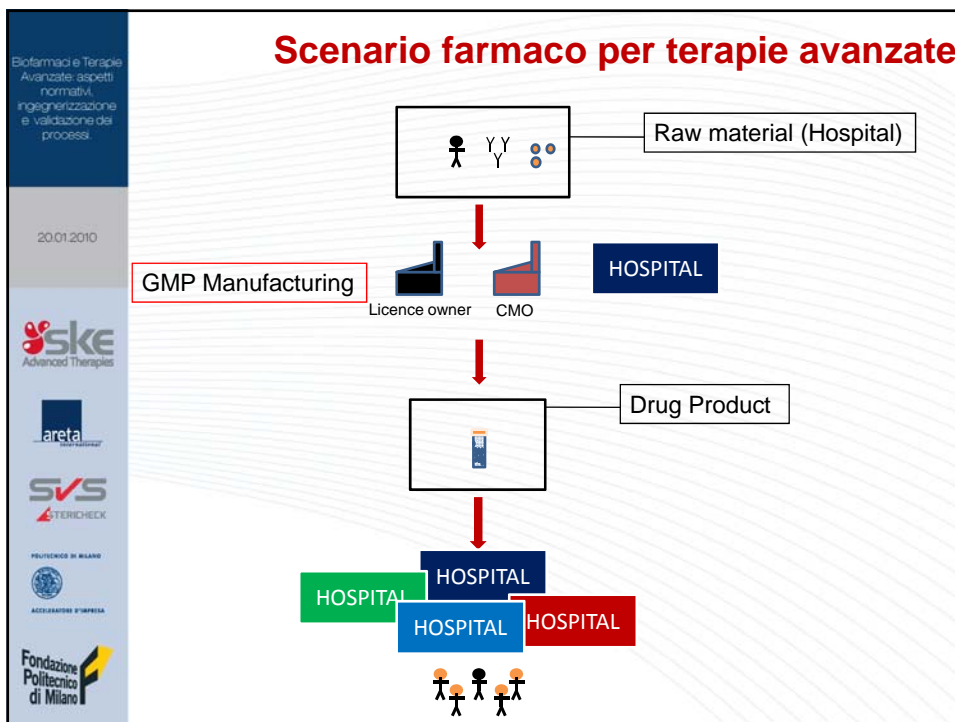 Scenario farmaco per terapie avanzate
Biofarmaci e Terapie
Avanzate: aspetti
normativi,
ingegnerizzazione
e validazione dei
processi.
20.01.2010
ske
Advanced Therapies
areta
international
SVS
STERICHECK
POLITECNICO DI MILANO
ACCELERATORE D'IMPRESA
Fondazione
Politecnico
di Milano
Raw material (Hospital)
GMP Manufacturing
Licence owner
CMO
HOSPITAL
Drug Product
HOSPITAL
HOSPITAL
HOSPITAL
HOSPITAL